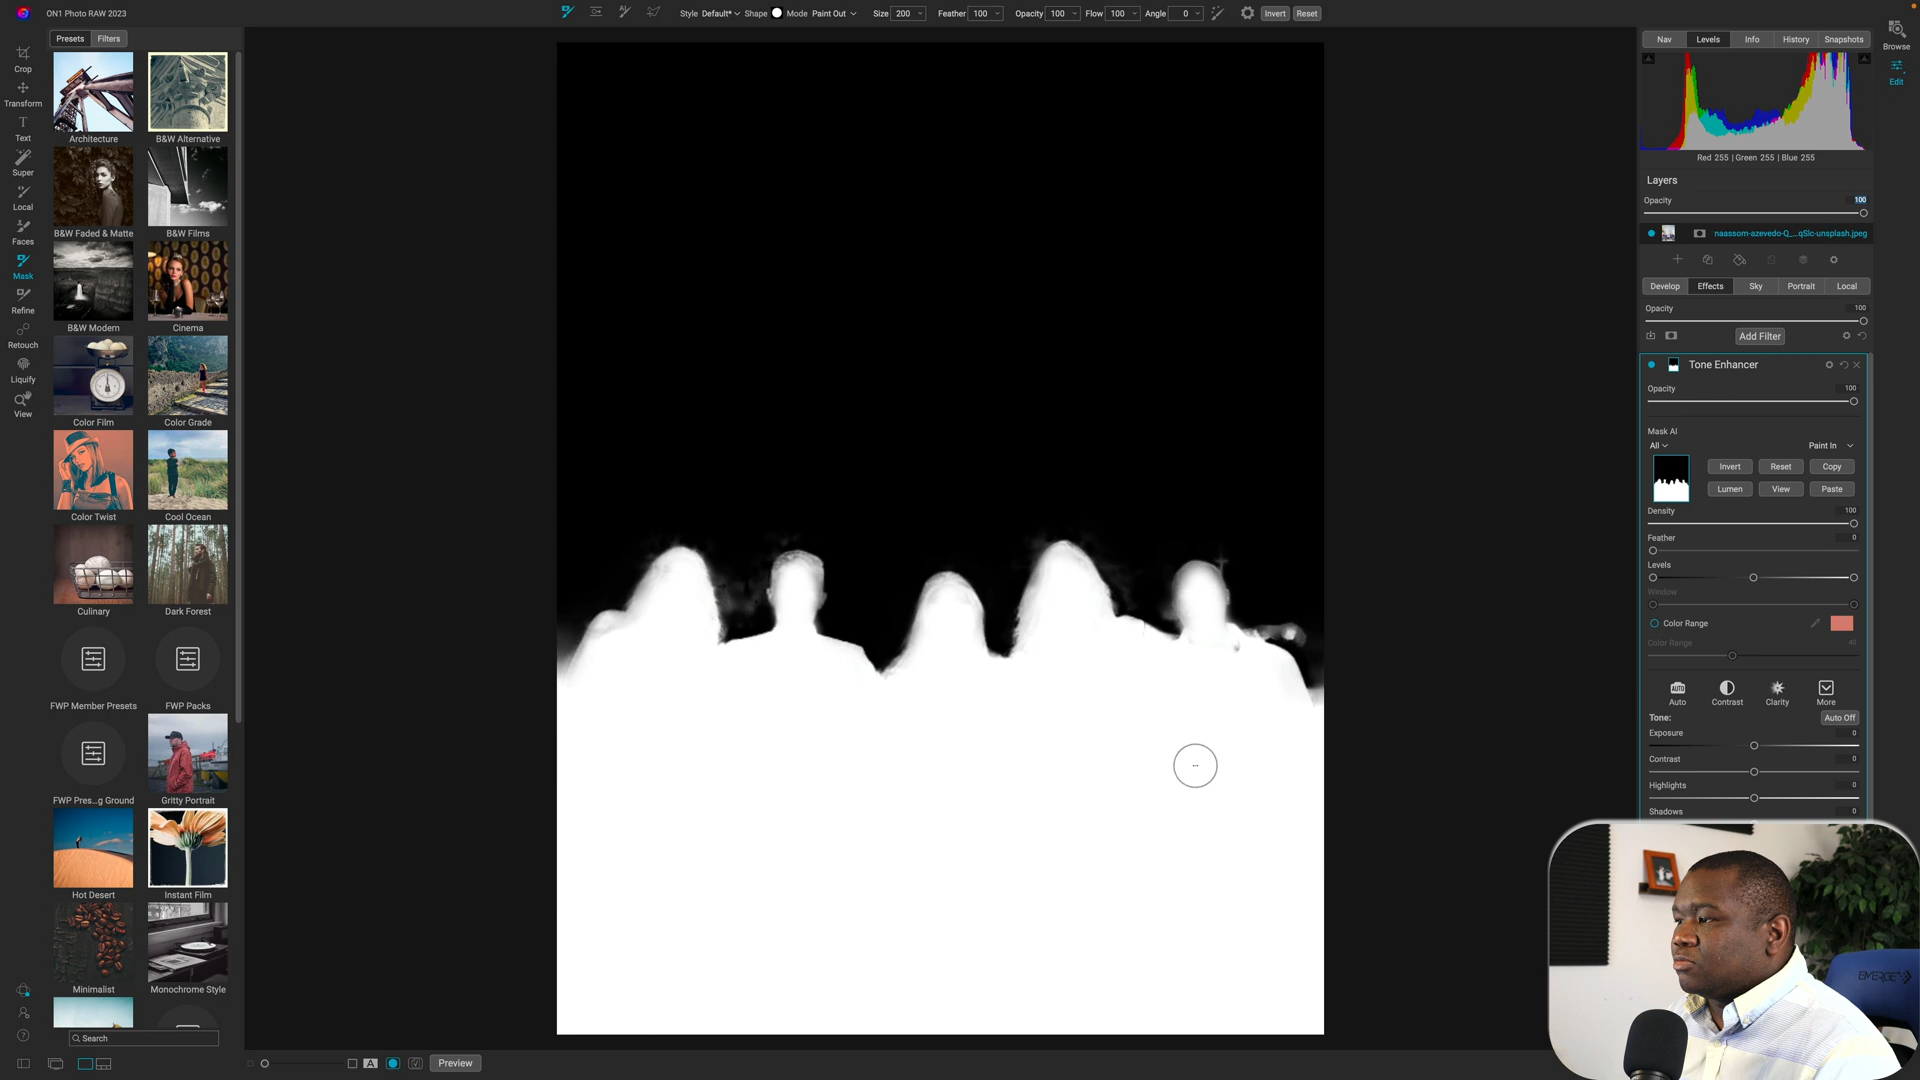 ON1 Photo RAW 2023
Style Default* Shape Mode Paint Out Size 200 Feather 100 Opacity 100 Flow 100 Angle 0 Invert Reset
Presets Filters
Crop
Transform
Text
Super
Local
Faces
Mask
Refine
Retouch
Liquify
View
Architecture B&W Alternative
B&W Faded & Matte B&W Films
B&W Modern Cinema
Color Film Color Grade
Color Twist Cool Ocean
Culinary Dark Forest
FWP Member Presets FWP Packs
FWP Pres...g Ground Gritty Portrait
Hot Desert Instant Film
Minimalist Monochrome Style
Search
A Preview
Nav Levels Info History Snapshots
Browse
Edit
Red 255 | Green 255 | Blue 255
Layers
Opacity 100
naassom-azevedo-Q_...qSlc-unsplash.jpeg
Develop Effects Sky Portrait Local
Opacity 100
Add Filter
Tone Enhancer
Opacity 100
Mask AI
All Paint In
Invert Reset Copy
Lumen View Paste
Density 100
Feather 0
Levels
Window
Color Range
Color Range 40
AUTO
Auto Contrast Clarity More
Tone: Auto Off
Exposure 0
Contrast 0
Highlights 0
Shadows 0
EMERGE